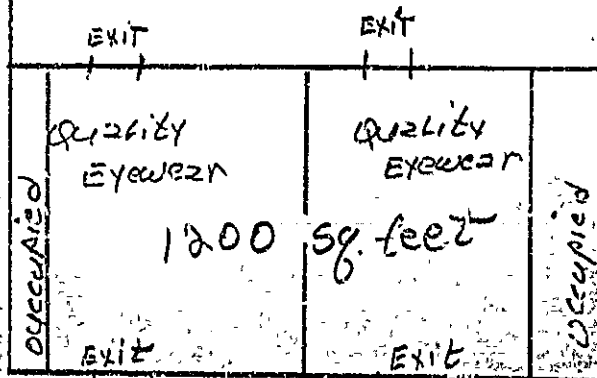 EXIT
EXIT
Quality
Eyewear
Quality
Eyewear
1200 sq. feet
occupied
occupied
Exit
Exit